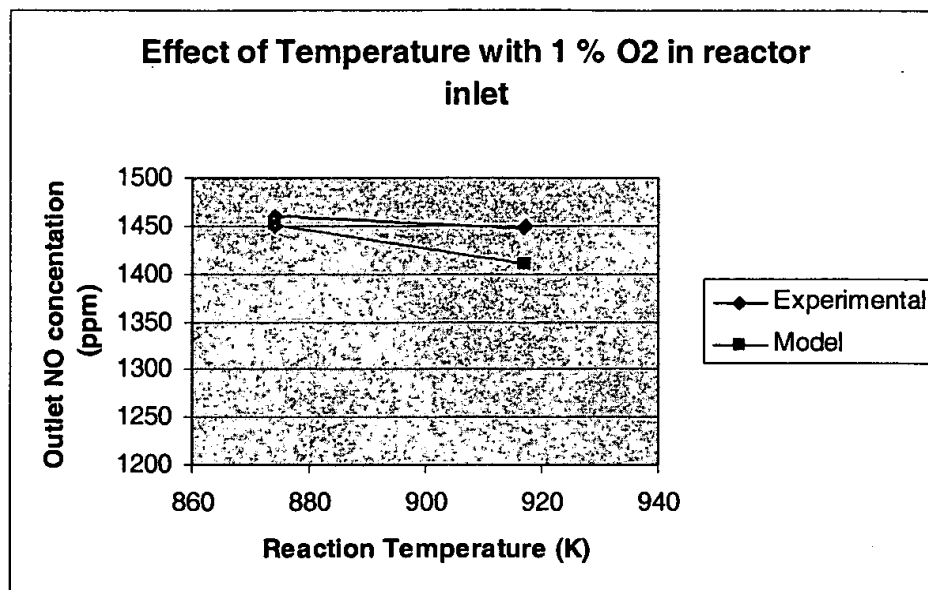 Effect of Temperature with 1 % O2 in reactor
inlet
Outlet NO concentation
(ppm)
1500
1450
1400
1350
1300
1250
1200
860
880
900
920
940
Reaction Temperature (K)
Experimental
Model